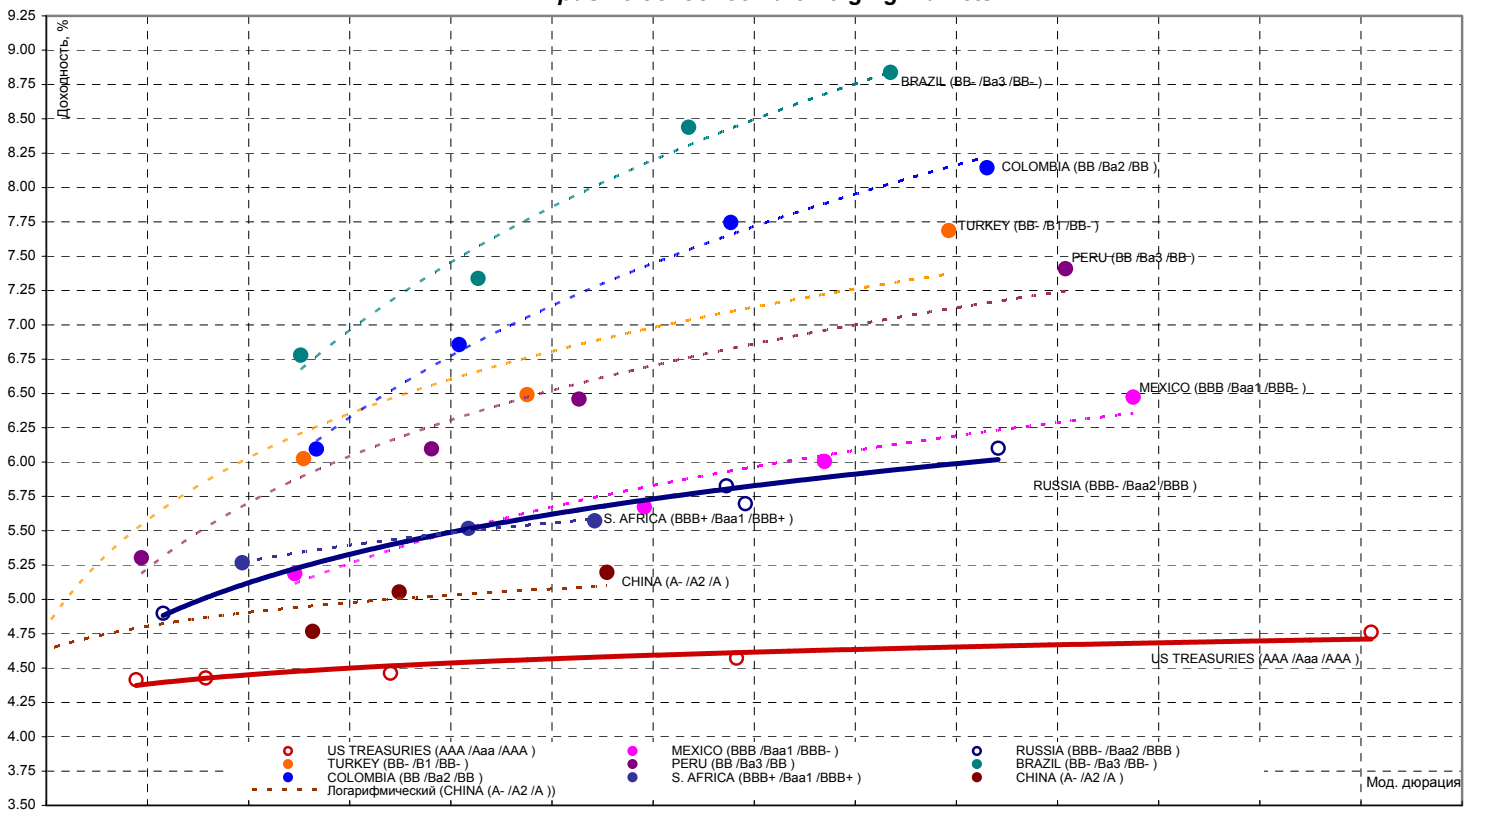 9.25
9.00
8.75
8.50
8.25
8.00
7.75
7.50
7.25
7.00
6.75
6.50
6.25
6.00
5.75
5.50
5.25
5.00
4.75
4.50
4.25
4.00
3.75
3.50
Доходность, %
BRAZIL (BB- /Ba3 /BB- )
COLOMBIA (BB /Ba2 /BB )
TURKEY (BB- /B1 /BB- )
PERU (BB /Ba3 /BB )
MEXICO (BBB /Baa1 /BBB- )
RUSSIA (BBB- /Baa2 /BBB )
S. AFRICA (BBB+ /Baa1 /BBB+ )
CHINA (A- /A2 /A )
US TREASURIES (AAA /Aaa /AAA )
US TREASURIES (AAA /Aaa /AAA ) MEXICO (BBB /Baa1 /BBB- ) RUSSIA (BBB- /Baa2 /BBB )
TURKEY (BB- /B1 /BB- ) PERU (BB /Ba3 /BB ) BRAZIL (BB- /Ba3 /BB- )
COLOMBIA (BB /Ba2 /BB ) S. AFRICA (BBB+ /Baa1 /BBB+ ) CHINA (A- /A2 /A )
Логарифмический (CHINA (A- /A2 /A ))
Мод. дюрация